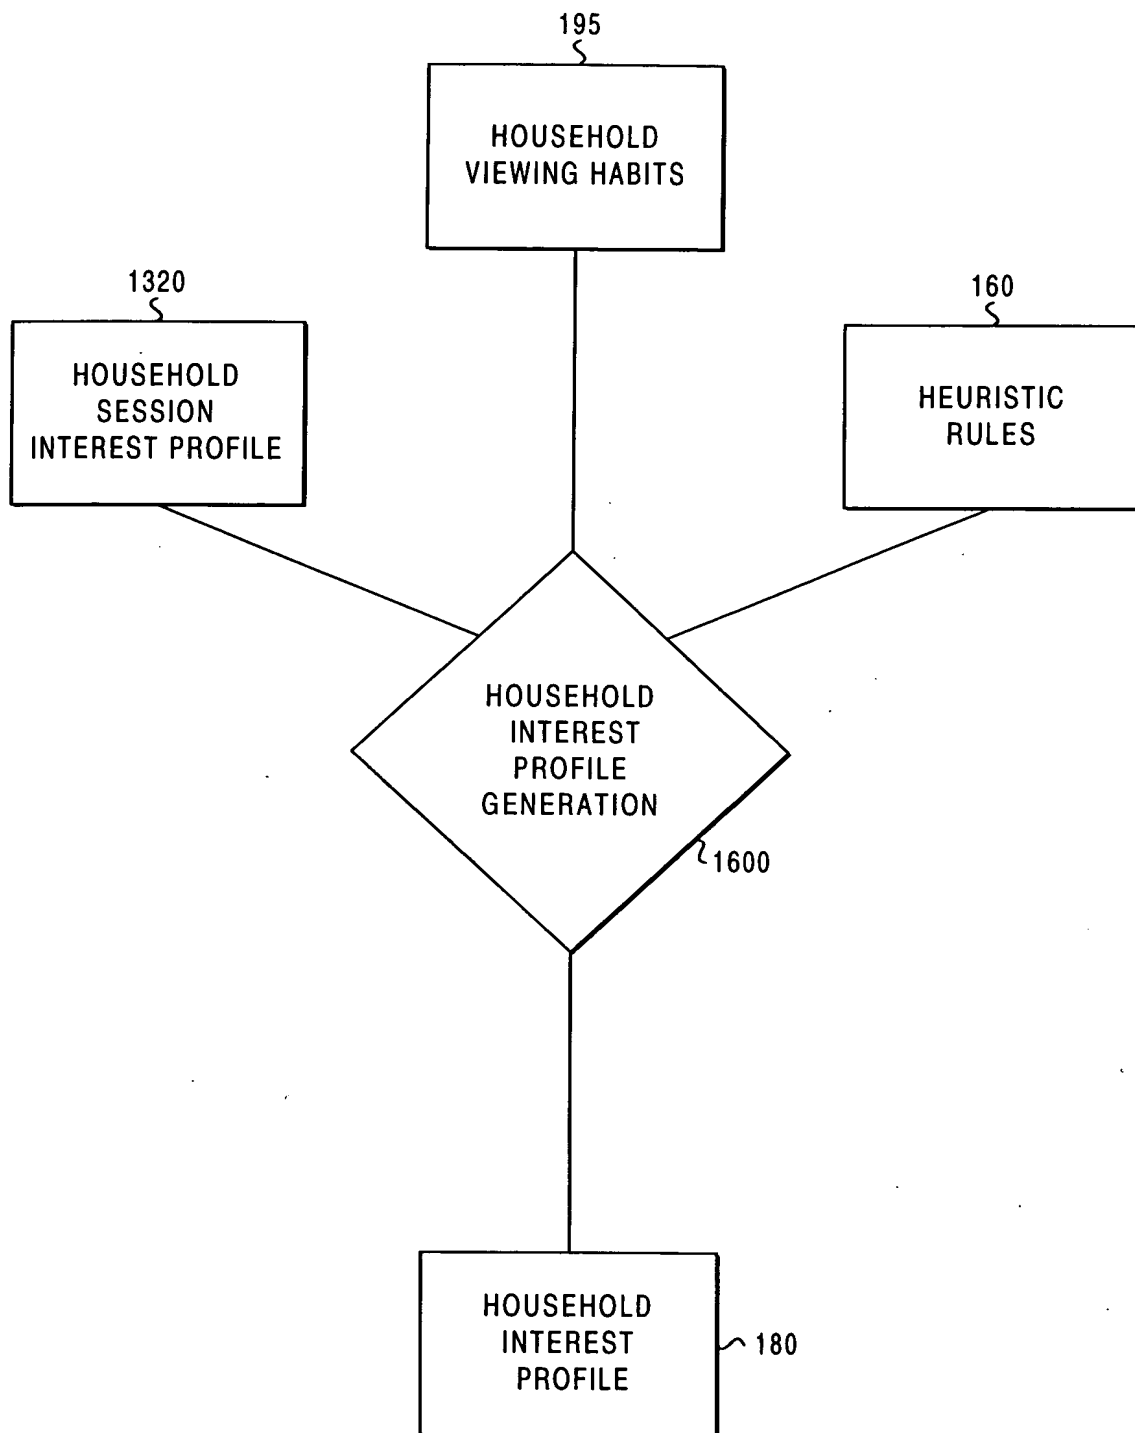 195
HOUSEHOLD
VIEWING HABITS
1320
HOUSEHOLD
SESSION
INTEREST PROFILE
160
HEURISTIC
RULES
HOUSEHOLD
INTEREST
PROFILE
GENERATION
1600
HOUSEHOLD
INTEREST
PROFILE
180